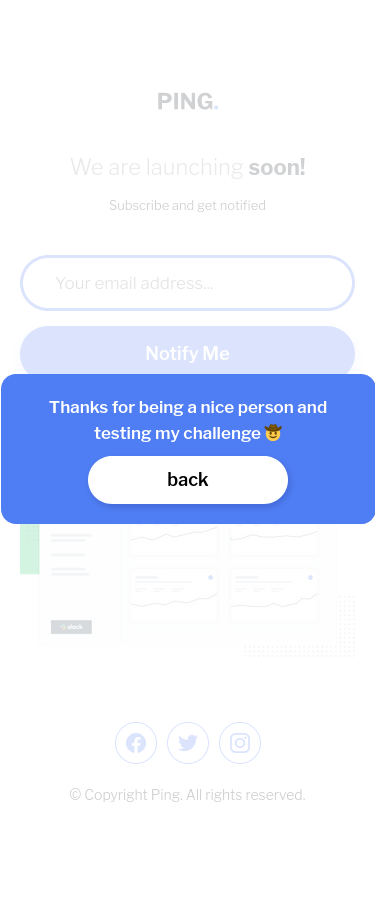 PING.
We are launching soon!
Subscribe and get notified
Your email address...
Notify Me
Thanks for being a nice person and
testing my challenge 🤠
back
slack
© Copyright Ping. All rights reserved.